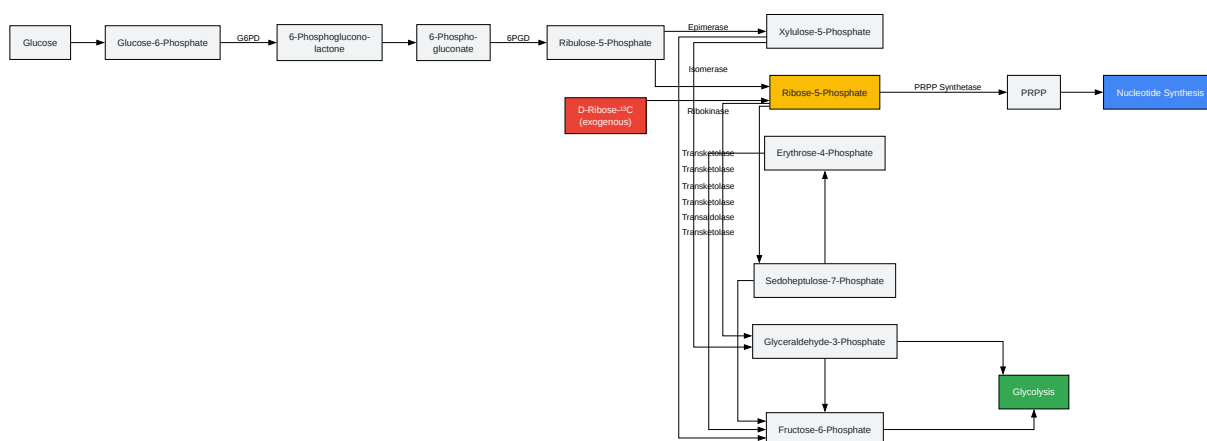 Glucose
Glucose-6-Phosphate
G6PD
6-Phosphoglucono-
lactone
6-Phospho-
gluconate
6PGD
Ribulose-5-Phosphate
Epimerase
Xylulose-5-Phosphate
Isomerase
D-Ribose-¹³C
(exogenous)
Ribokinase
Ribose-5-Phosphate
PRPP Synthetase
PRPP
Nucleotide Synthesis
Transketolase
Transketolase
Transketolase
Transketolase
Transaldolase
Transketolase
Erythrose-4-Phosphate
Sedoheptulose-7-Phosphate
Glyceraldehyde-3-Phosphate
Glycolysis
Fructose-6-Phosphate